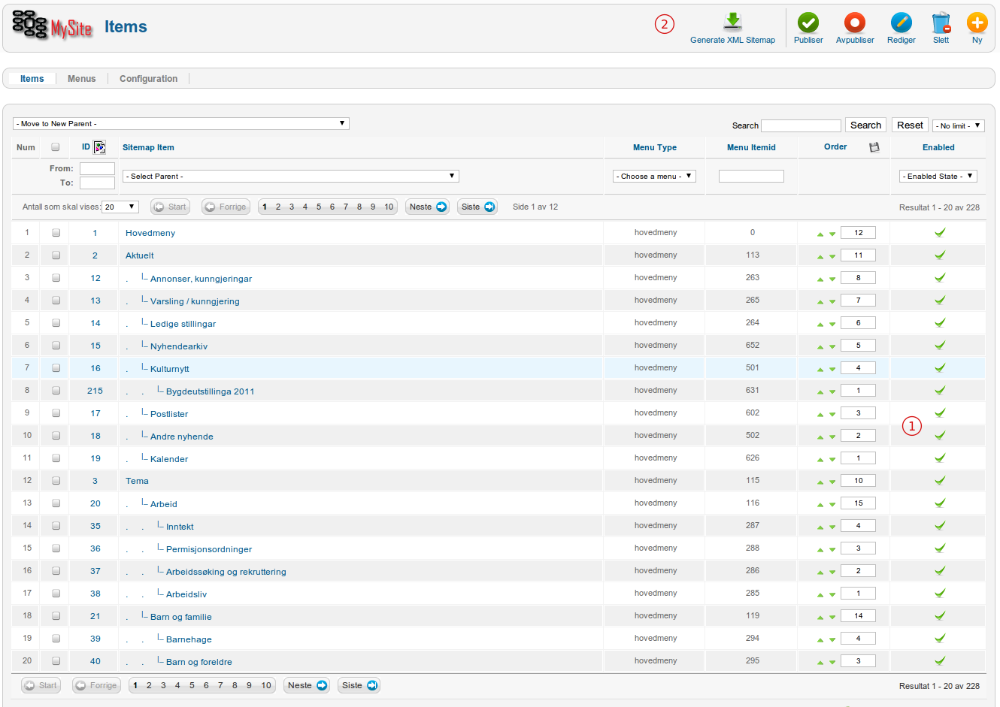 MySite Items 2 Generate XML Sitemap Publiser Avpubliser Rediger Slett Ny
Items Menus Configuration
- Move to New Parent - Search Search Reset - No limit -
Num ID Sitemap Item Menu Type Menu Itemid Order Enabled
From:
To:
- Select Parent - - Choose a menu - - Enabled State -
Antall som skal vises: 20 Start Forrige 1 2 3 4 5 6 7 8 9 10 Neste Siste Side 1 av 12 Resultat 1 - 20 av 228
1 1 Hovedmeny hovedmeny 0 12
2 2 Aktuelt hovedmeny 113 11
3 12 . Annonser, kunngjeringar hovedmeny 263 8
4 13 . Varsling / kunngjering hovedmeny 265 7
5 14 . Ledige stillingar hovedmeny 264 6
6 15 . Nyhendearkiv hovedmeny 652 5
7 16 . Kulturnytt hovedmeny 501 4
8 215 . . Bygdeutstillinga 2011 hovedmeny 631 1
9 17 . Postlister hovedmeny 602 3
1
10 18 . Andre nyhende hovedmeny 502 2
11 19 . Kalender hovedmeny 626 1
12 3 Tema hovedmeny 115 10
13 20 . Arbeid hovedmeny 116 15
14 35 . . Inntekt hovedmeny 287 4
15 36 . . Permisjonsordninger hovedmeny 288 3
16 37 . . Arbeidssøking og rekruttering hovedmeny 286 2
17 38 . . Arbeidsliv hovedmeny 285 1
18 21 . Barn og familie hovedmeny 119 14
19 39 . . Barnehage hovedmeny 294 4
20 40 . . Barn og foreldre hovedmeny 295 3
Start Forrige 1 2 3 4 5 6 7 8 9 10 Neste Siste Resultat 1 - 20 av 228